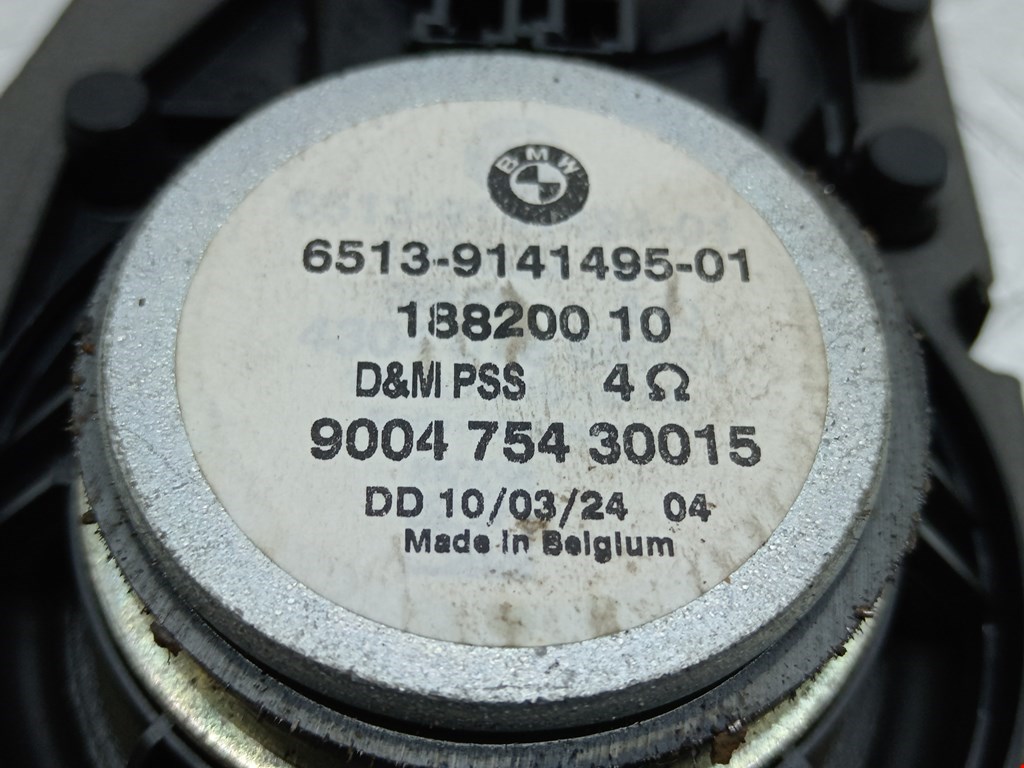 BMW
6513-9141495-01
188200 10
D&M PSS 4 Ω
9004 754 30015
DD 10/03/24 04
Made in Belgium